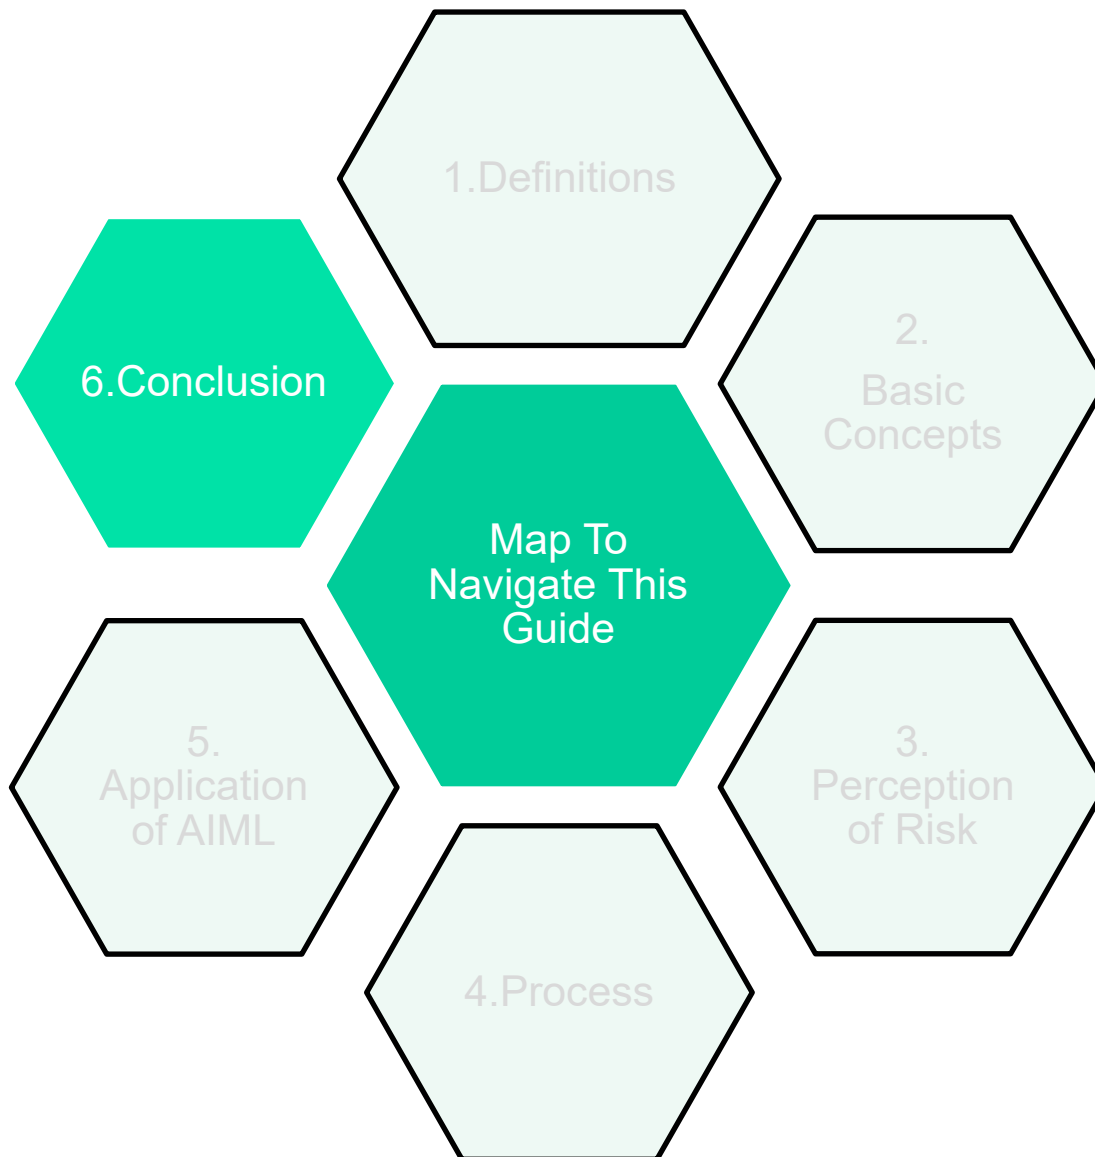 1.Definitions
2.
Basic
Concepts
3.
Perception
of Risk
4.Process
5.
Application
of AIML
6.Conclusion
Map To
Navigate This
Guide